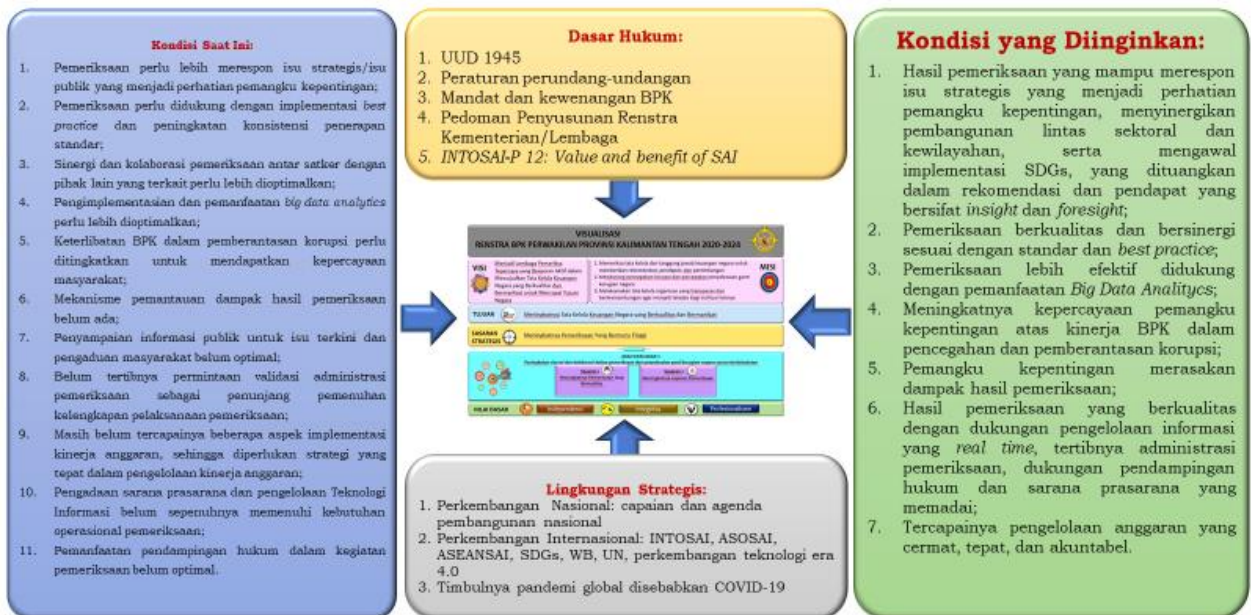 Kondisi Saat Ini:
1. Pemeriksaan perlu lebih merespon isu strategis/isu
publik yang menjadi perhatian pemangku kepentingan;
2. Pemeriksaan perlu didukung dengan implementasi best
practice dan peningkatan konsistensi penerapan
standar;
3. Sinergi dan kolaborasi pemeriksaan antar satker dengan
pihak lain yang terkait perlu lebih dioptimalkan;
4. Pengimplementasian dan pemanfaatan big data analytics
perlu lebih dioptimalkan;
5. Keterlibatan BPK dalam pemberantasan korupsi perlu
ditingkatkan untuk mendapatkan kepercayaan
masyarakat;
6. Mekanisme pemantauan dampak hasil pemeriksaan
belum ada;
7. Penyampaian informasi publik untuk isu terkini dan
pengaduan masyarakat belum optimal;
8. Belum tertibnya permintaan validasi administrasi
pemeriksaan sebagai penunjang pemenuhan
kelengkapan pelaksanaan pemeriksaan;
9. Masih belum tercapainya beberapa aspek implementasi
kinerja anggaran, sehingga diperlukan strategi yang
tepat dalam pengelolaan kinerja anggaran;
10. Pengadaan sarana prasarana dan pengelolaan Teknologi
Informasi belum sepenuhnya memenuhi kebutuhan
operasional pemeriksaan;
11. Pemanfaatan pendampingan hukum dalam kegiatan
pemeriksaan belum optimal.
Dasar Hukum:
1. UUD 1945
2. Peraturan perundang-undangan
3. Mandat dan kewenangan BPK
4. Pedoman Penyusunan Renstra
Kementerian/Lembaga
5. INTOSAI-P 12: Value and benefit of SAI
VISUALISASI
RENSTRA BPK PERWAKILAN PROVINSI KALIMANTAN TENGAH 2020-2024
VISI
MISI
TUJUAN
Meningkatnya Tata Kelola Keuangan Negara yang Berkualitas dan Bermanfaat
SASARAN
STRATEGIS
Meningkatnya Pemeriksaan Yang Bermutu Tinggi
NILAI DASAR
Independensi
Integritas
Profesionalisme
Lingkungan Strategis:
1. Perkembangan Nasional: capaian dan agenda
pembangunan nasional
2. Perkembangan Internasional: INTOSAI, ASOSAI,
ASEANSAI, SDGs, WB, UN, perkembangan teknologi era
4.0
3. Timbulnya pandemi global disebabkan COVID-19
Kondisi yang Diinginkan:
1. Hasil pemeriksaan yang mampu merespon
isu strategis yang menjadi perhatian
pemangku kepentingan, menyinergikan
pembangunan lintas sektoral dan
kewilayahan, serta mengawal
implementasi SDGs, yang dituangkan
dalam rekomendasi dan pendapat yang
bersifat insight dan foresight;
2. Pemeriksaan berkualitas dan bersinergi
sesuai dengan standar dan best practice;
3. Pemeriksaan lebih efektif didukung
dengan pemanfaatan Big Data Analitycs;
4. Meningkatnya kepercayaan pemangku
kepentingan atas kinerja BPK dalam
pencegahan dan pemberantasan korupsi;
5. Pemangku kepentingan merasakan
dampak hasil pemeriksaan;
6. Hasil pemeriksaan yang berkualitas
dengan dukungan pengelolaan informasi
yang real time, tertibnya administrasi
pemeriksaan, dukungan pendampingan
hukum dan sarana prasarana yang
memadai;
7. Tercapainya pengelolaan anggaran yang
cermat, tepat, dan akuntabel.